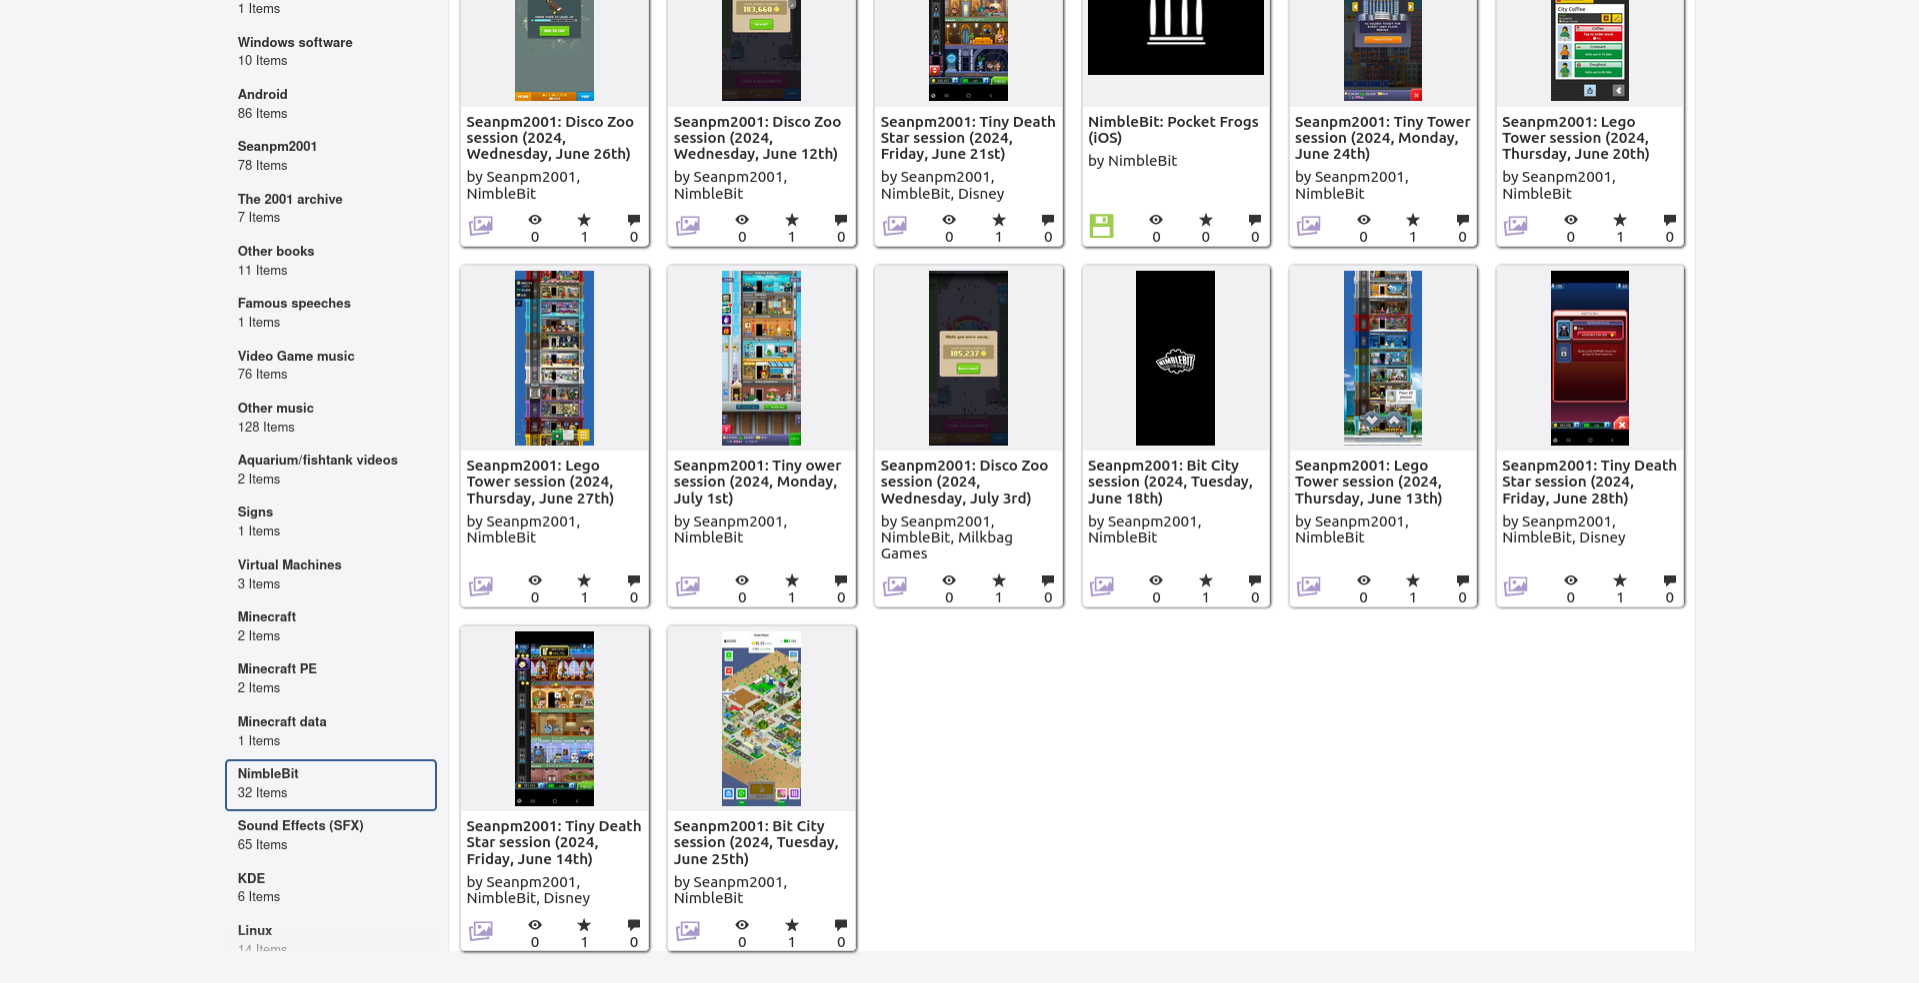 1 Items
Windows software
10 Items
Android
86 Items
Seanpm2001
78 Items
The 2001 archive
7 Items
Other books
11 Items
Famous speeches
1 Items
Video Game music
76 Items
Other music
128 Items
Aquarium/fishtank videos
2 Items
Signs
1 Items
Virtual Machines
3 Items
Minecraft
2 Items
Minecraft PE
2 Items
Minecraft data
1 Items
NimbleBit
32 Items
Sound Effects (SFX)
65 Items
KDE
6 Items
Linux
14 Items
183,660
City Coffee
Seanpm2001: Disco Zoo
session (2024,
Wednesday, June 26th)
by Seanpm2001,
NimbleBit
0 1 0
Seanpm2001: Disco Zoo
session (2024,
Wednesday, June 12th)
by Seanpm2001,
NimbleBit
0 1 0
Seanpm2001: Tiny Death
Star session (2024,
Friday, June 21st)
by Seanpm2001,
NimbleBit, Disney
0 1 0
NimbleBit: Pocket Frogs
(iOS)
by NimbleBit
0 0 0
Seanpm2001: Tiny Tower
session (2024, Monday,
June 24th)
by Seanpm2001,
NimbleBit
0 1 0
Seanpm2001: Lego
Tower session (2024,
Thursday, June 20th)
by Seanpm2001,
NimbleBit
0 1 0
Seanpm2001: Lego
Tower session (2024,
Thursday, June 27th)
by Seanpm2001,
NimbleBit
0 1 0
Seanpm2001: Tiny ower
session (2024, Monday,
July 1st)
by Seanpm2001,
NimbleBit
0 1 0
185,237
Seanpm2001: Disco Zoo
session (2024,
Wednesday, July 3rd)
by Seanpm2001,
NimbleBit, Milkbag
Games
0 1 0
NIMBLEBIT
Seanpm2001: Bit City
session (2024, Tuesday,
June 18th)
by Seanpm2001,
NimbleBit
0 1 0
Seanpm2001: Lego
Tower session (2024,
Thursday, June 13th)
by Seanpm2001,
NimbleBit
0 1 0
Seanpm2001: Tiny Death
Star session (2024,
Friday, June 28th)
by Seanpm2001,
NimbleBit, Disney
0 1 0
Seanpm2001: Tiny Death
Star session (2024,
Friday, June 14th)
by Seanpm2001,
NimbleBit, Disney
0 1 0
Seanpm2001: Bit City
session (2024, Tuesday,
June 25th)
by Seanpm2001,
NimbleBit
0 1 0